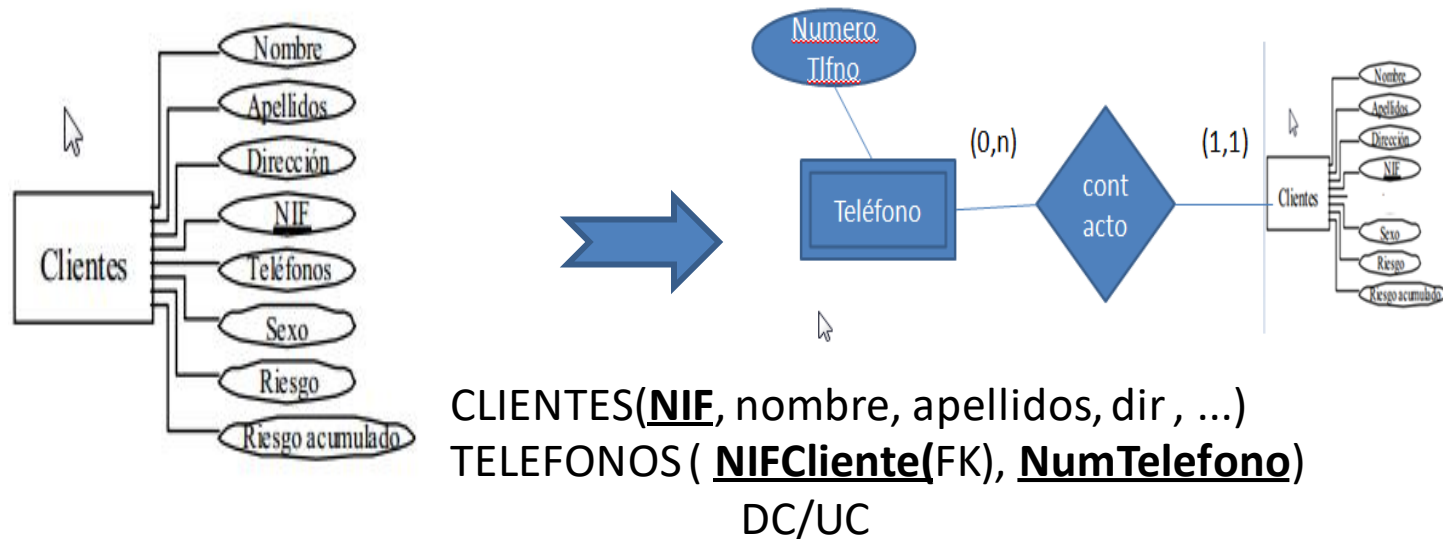 Nombre
Apellidos
Dirección
NIF
Clientes
Teléfonos
Sexo
Riesgo
Riesgo acumulado
Numero
Tlfno
(0,n)
(1,1)
Teléfono
cont
acto
Nombre
Apellidos
Dirección
NIF
Clientes
Sexo
Riesgo
Riesgo acumulado
CLIENTES(NIF, nombre, apellidos, dir , ...)
TELEFONOS ( NIFCliente(FK), NumTelefono)
DC/UC